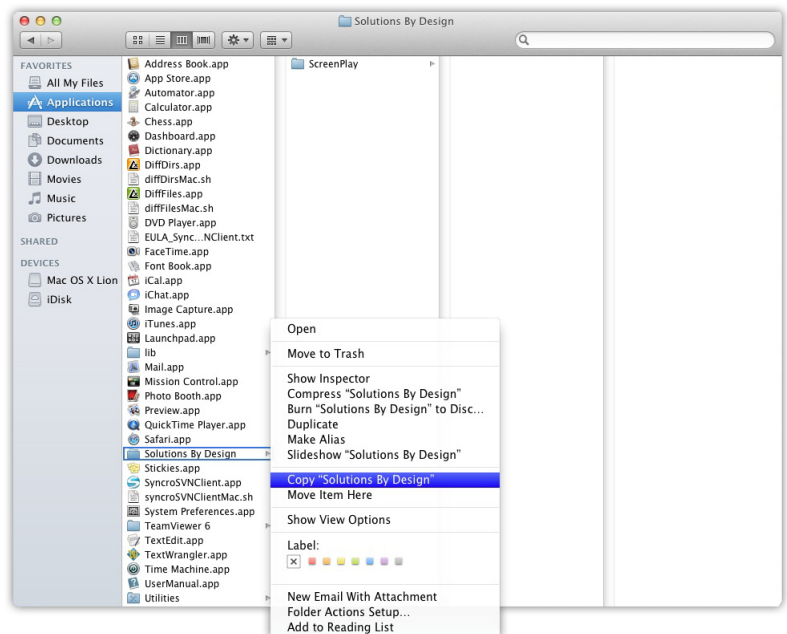 Solutions By Design
FAVORITES
All My Files
Applications
Desktop
Documents
Downloads
Movies
Music
Pictures
SHARED
DEVICES
Mac OS X Lion
iDisk
Address Book.app
App Store.app
Automator.app
Calculator.app
Chess.app
Dashboard.app
Dictionary.app
DiffDirs.app
diffDirsMac.sh
DiffFiles.app
diffFilesMac.sh
DVD Player.app
EULA_Sync...NClient.txt
FaceTime.app
Font Book.app
iCal.app
iChat.app
Image Capture.app
iTunes.app
Launchpad.app
lib
Mail.app
Mission Control.app
Photo Booth.app
Preview.app
QuickTime Player.app
Safari.app
Solutions By Design
Stickies.app
SyncroSVNClient.app
syncroSVNClientMac.sh
System Preferences.app
TeamViewer 6
TextEdit.app
TextWrangler.app
Time Machine.app
UserManual.app
Utilities
ScreenPlay
Open
Move to Trash
Show Inspector
Compress “Solutions By Design”
Burn “Solutions By Design” to Disc...
Duplicate
Make Alias
Slideshow “Solutions By Design”
Copy “Solutions By Design”
Move Item Here
Show View Options
Label:
New Email With Attachment
Folder Actions Setup...
Add to Reading List